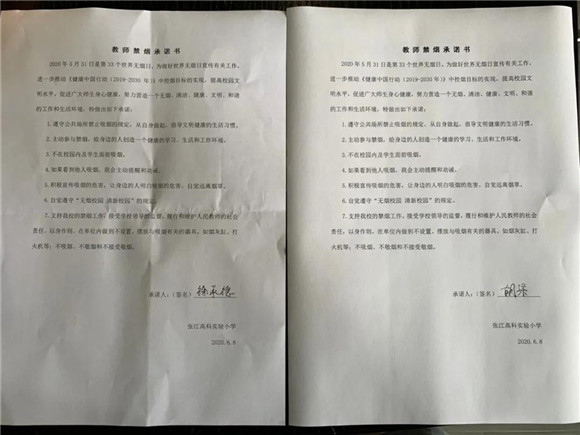 教师禁烟承诺书
2020年5月31日是第33个世界无烟日，为做好世界无烟日宣传有关工作，
进一步推动《健康中国行动（2019-2030年）》中控烟目标的实现，提高校园文
明水平，促进广大师生身心健康，努力营造一个无烟、清洁、健康、文明、和谐
的工作和生活环境，特做出如下承诺：
1.遵守公共场所禁止吸烟的规定，从自身做起，倡导文明健康的生活习惯。
2.主动参与禁烟，给身边的人创造一个健康的学习、生活和工作环境。
3.不在校园内及学生面前吸烟。
4.如果看到他人吸烟，我会主动提醒和劝诫。
5.积极宣传吸烟的危害，让身边的人明白吸烟的危害，自觉远离烟草。
6.自觉遵守“无烟校园 清新校园”的规定。
7.支持我校的禁烟工作，接受学校领导的监督，履行和维护人民教师的社会
责任，以身作则，在单位内做到不设置、摆放与吸烟有关的器具，如烟灰缸、打
火机等；不吸烟、不敬烟和不接受敬烟。
承诺人：（签名）徐承德
张江高科实验小学
2020.6.8
教师禁烟承诺书
2020年5月31日是第33个世界无烟日，为做好世界无烟日宣传有关工作，
进一步推动《健康中国行动（2019-2030年）》中控烟目标的实现，提高校园文
明水平，促进广大师生身心健康，努力营造一个无烟、清洁、健康、文明、和谐
的工作和生活环境，特做出如下承诺：
1.遵守公共场所禁止吸烟的规定，从自身做起，倡导文明健康的生活习惯。
2.主动参与禁烟，给身边的人创造一个健康的学习、生活和工作环境。
3.不在校园内及学生面前吸烟。
4.如果看到他人吸烟，我会主动提醒和劝诫。
5.积极宣传吸烟的危害，让身边的人明白吸烟的危害，自觉远离烟草。
6.自觉遵守“无烟校园 清新校园”的规定。
7.支持我校的禁烟工作，接受学校领导的监督，履行和维护人民教师的社会
责任，以身作则，在单位内做到不设置、摆放与吸烟有关的器具，如烟灰缸、打
火机等；不吸烟、不敬烟和不接受敬烟。
承诺人：（签名）
张江高科实验小学
2020.6.8